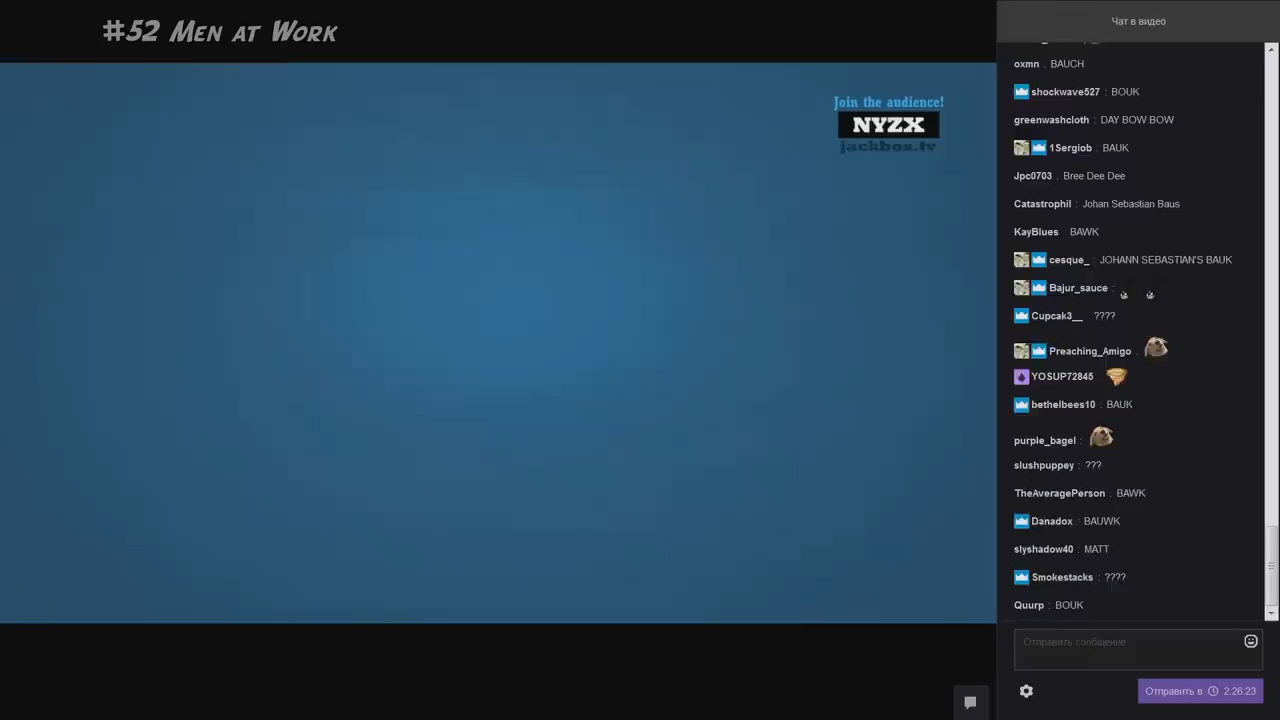 #52 Men at Work
Join the audience!
NYZX
jackbox.tv
Чат в видео
oxmn : BAUCH
shockwave527 : BOUK
greenwashcloth : DAY BOW BOW
1Sergiob : BAUK
Jpc0703 : Bree Dee Dee
Catastrophil : Johan Sebastian Baus
KayBlues BAWK
cesque_ : JOHANN SEBASTIAN'S BAUK
Bajur_sauce :
Cupcak3__ ????
Preaching_Amigo .
YOSUP72845
bethelbees10 : BAUK
purple_bagel :
slushpuppey : ???
TheAveragePerson . BAWK
Danadox : BAUWK
slyshadow40 : MATT
Smokestacks : ????
Quurp : BOUK
Отправить сообщение
Отправить в 2:26:23